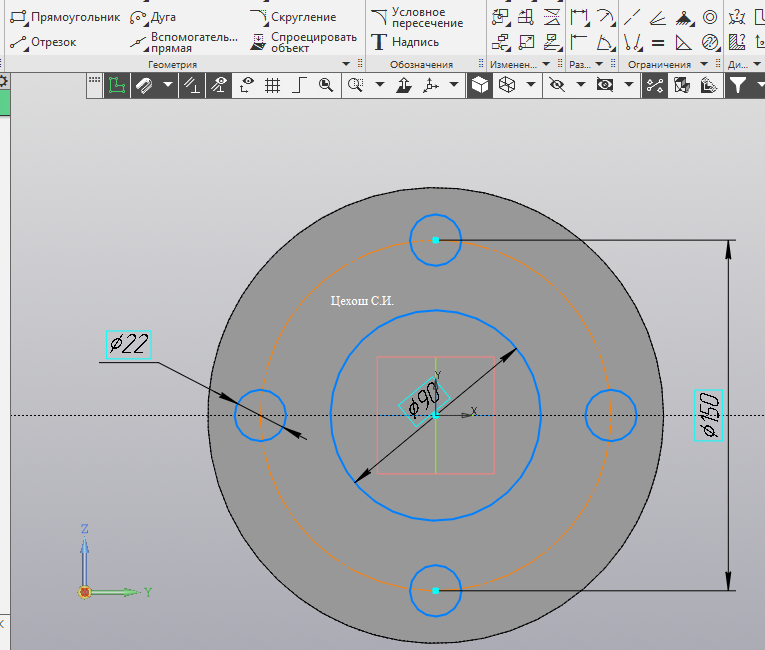 Прямоугольник Дуга Скругление Условное пересечение
Отрезок Вспомогатель... прямая Спроецировать объект Надпись
Геометрия Обозначения Изменен... Раз... Ограничения Ди...
Цехош С.И.
⌀22
⌀90
⌀150
Y
X
Z
Y